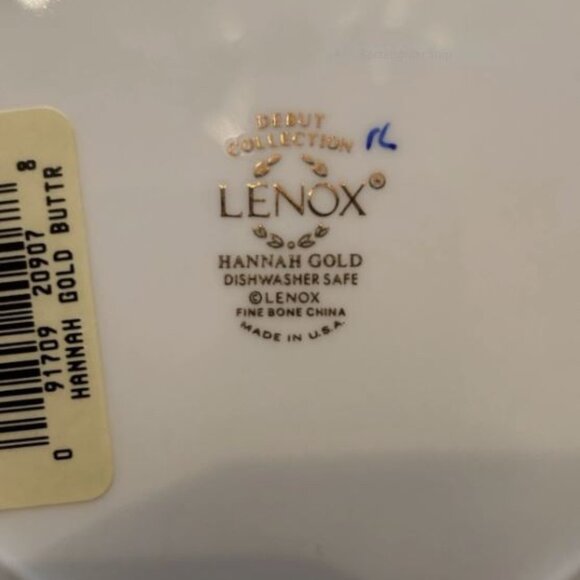 DEBUT
COLLECTION
rL
LENOX®
HANNAH GOLD
DISHWASHER SAFE
©LENOX
FINE BONE CHINA
MADE IN U.S.A.
0 91709 20907 8
HANNAH GOLD BUTTR